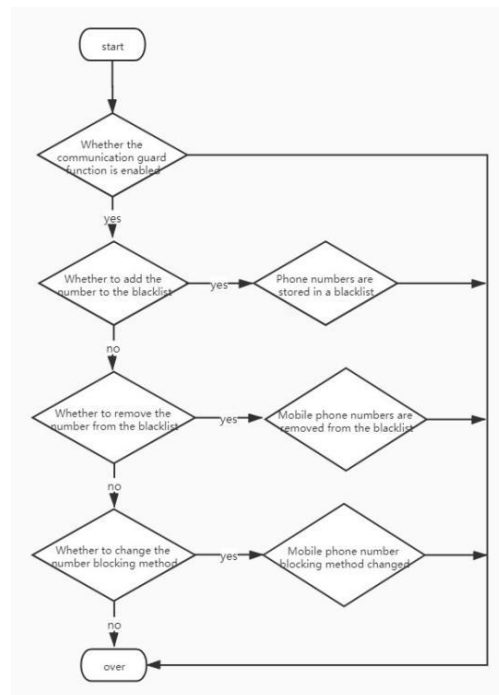 start
Whether the
communication guard
function is enabled
yes
Whether to add the
number to the blacklist
yes
Phone numbers are
stored in a blacklist
no
Whether to remove the
number from the blacklist
yes
Mobile phone numbers are
removed from the blacklist
no
Whether to change the
number blocking method
yes
Mobile phone number
blocking method changed
no
over